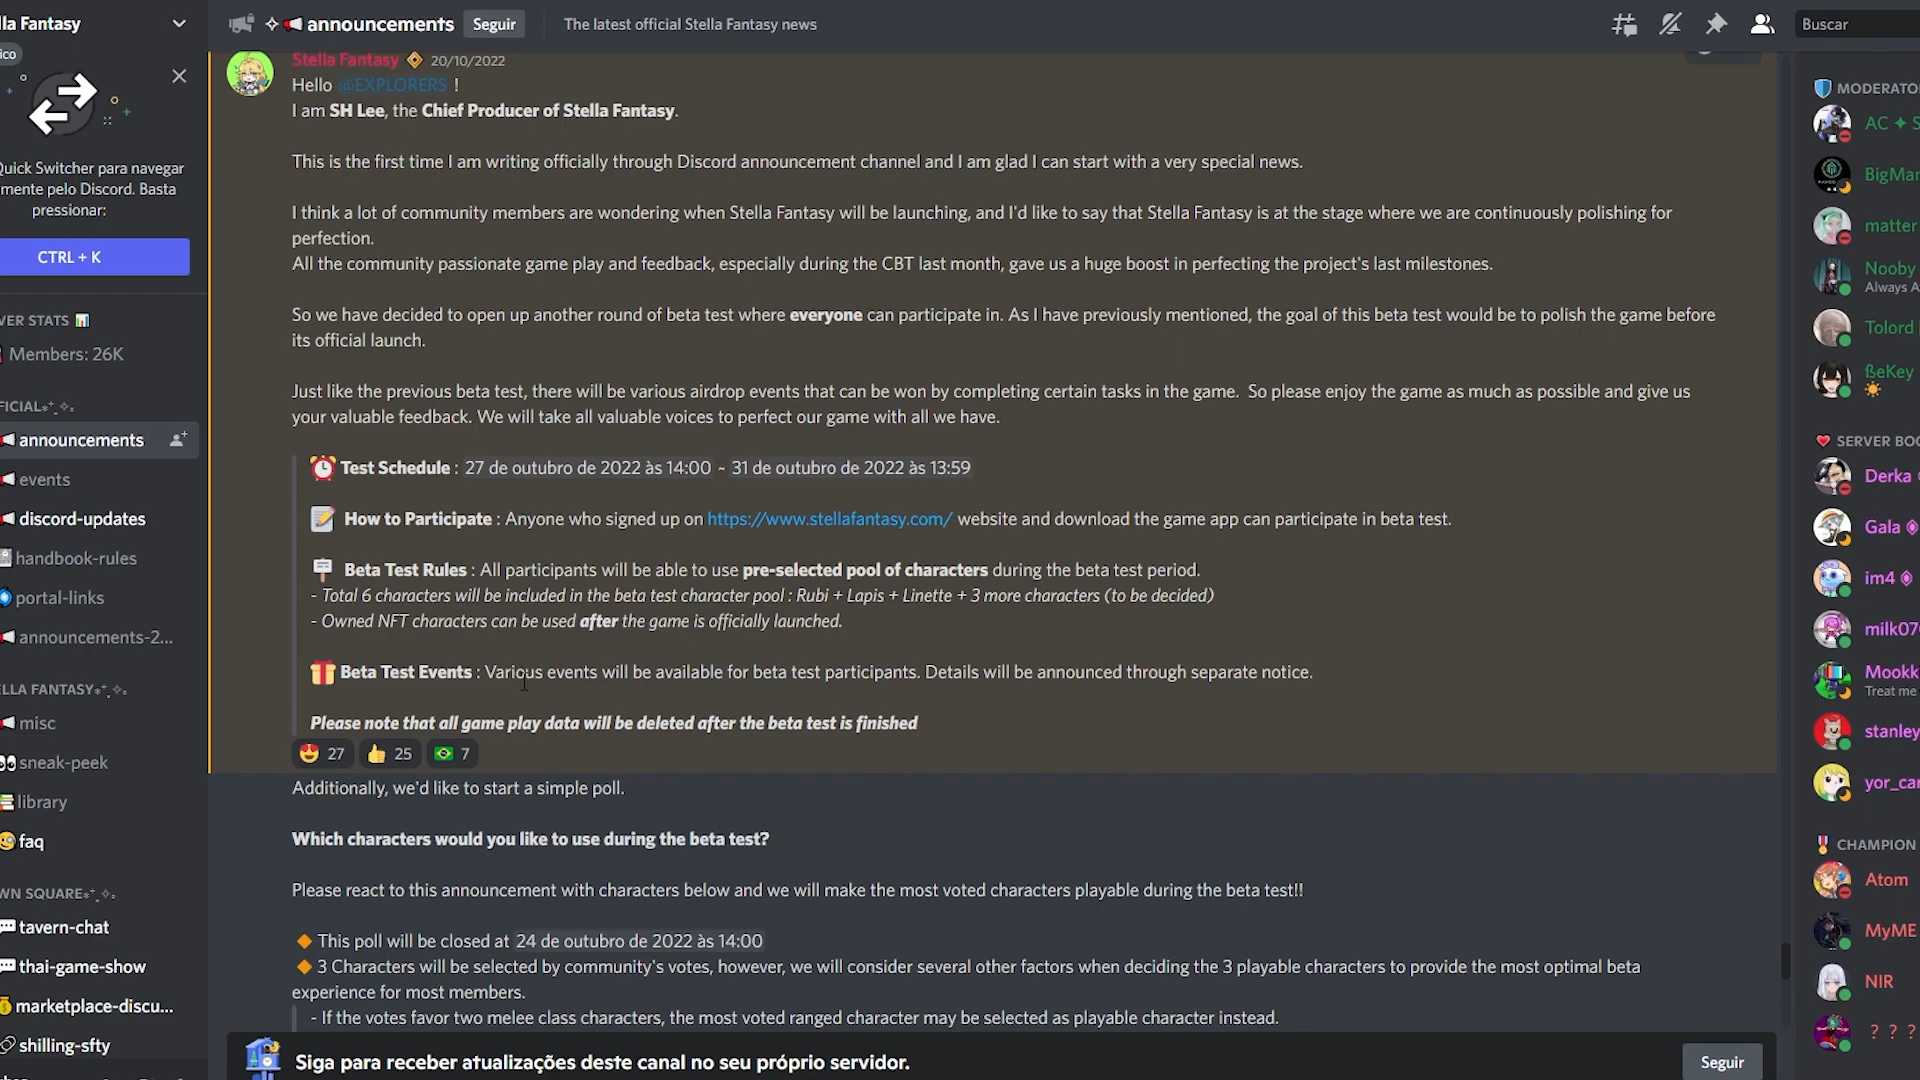 la Fantasy
ico
Quick Switcher para navegar
mente pelo Discord. Basta
pressionar:
CTRL + K
VER STATS
Members: 26K
FICIAL
announcements
events
discord-updates
handbook-rules
portal-links
announcements-2...
ELLA FANTASY
misc
sneak-peek
library
faq
WN SQUARE
tavern-chat
thai-game-show
marketplace-discu...
shilling-sfty
announcements
Seguir
The latest official Stella Fantasy news
Buscar
Stella Fantasy 20/10/2022
Hello @EXPLORERS !
I am SH Lee, the Chief Producer of Stella Fantasy.
This is the first time I am writing officially through Discord announcement channel and I am glad I can start with a very special news.
I think a lot of community members are wondering when Stella Fantasy will be launching, and I'd like to say that Stella Fantasy is at the stage where we are continuously polishing for
perfection.
All the community passionate game play and feedback, especially during the CBT last month, gave us a huge boost in perfecting the project's last milestones.
So we have decided to open up another round of beta test where everyone can participate in. As I have previously mentioned, the goal of this beta test would be to polish the game before
its official launch.
Just like the previous beta test, there will be various airdrop events that can be won by completing certain tasks in the game. So please enjoy the game as much as possible and give us
your valuable feedback. We will take all valuable voices to perfect our game with all we have.
Test Schedule : 27 de outubro de 2022 às 14:00 ~ 31 de outubro de 2022 às 13:59
How to Participate : Anyone who signed up on https://www.stellafantasy.com/ website and download the game app can participate in beta test.
Beta Test Rules : All participants will be able to use pre-selected pool of characters during the beta test period.
- Total 6 characters will be included in the beta test character pool : Rubi + Lapis + Linette + 3 more characters (to be decided)
- Owned NFT characters can be used after the game is officially launched.
Beta Test Events : Various events will be available for beta test participants. Details will be announced through separate notice.
Please note that all game play data will be deleted after the beta test is finished
27 25 7
Additionally, we'd like to start a simple poll.
Which characters would you like to use during the beta test?
Please react to this announcement with characters below and we will make the most voted characters playable during the beta test!!
This poll will be closed at 24 de outubro de 2022 às 14:00
3 Characters will be selected by community's votes, however, we will consider several other factors when deciding the 3 playable characters to provide the most optimal beta
experience for most members.
- If the votes favor two melee class characters, the most voted ranged character may be selected as playable character instead.
Siga para receber atualizações deste canal no seu próprio servidor.
Seguir
MODERATO
AC ✦ S
BigMar
matter
Nooby
Always A
Tolord
ßeKey
SERVER BOO
Derka
Gala
im4
milk07
Mookk
Treat me
stanley
yor_car
CHAMPION
Atom
MyME
NIR
? ? ?